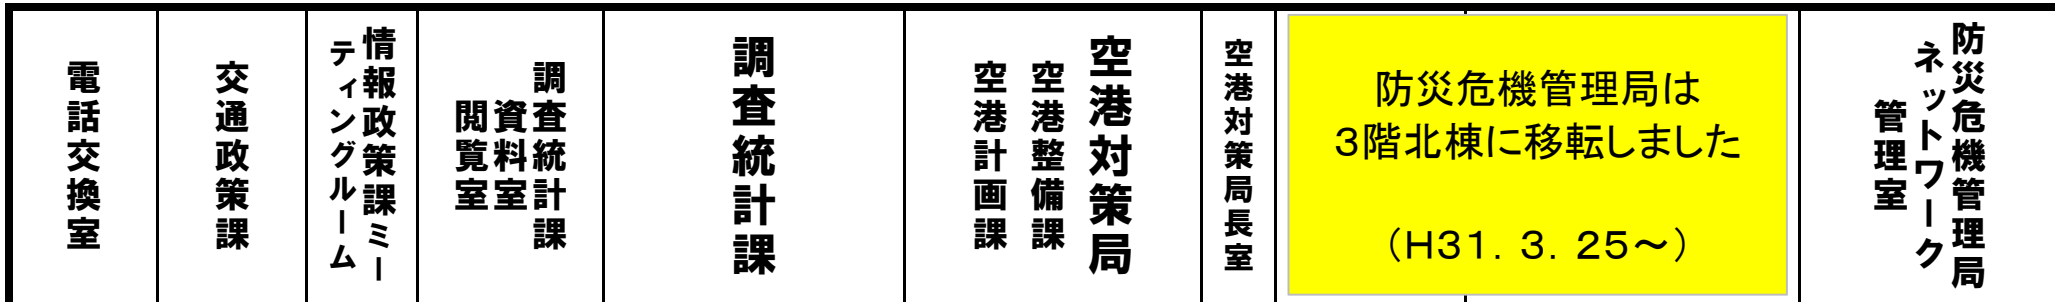 電話交換室
交通政策課
情報政策課ミー
ティングルーム
調査統計課
資料室
閲覧室
調査統計課
空港対策局
空港整備課
空港計画課
空港対策局長室
防災危機管理局は
３階北棟に移転しました
（H31．3．25～）
防災危機管理局
ネットワーク
管理室